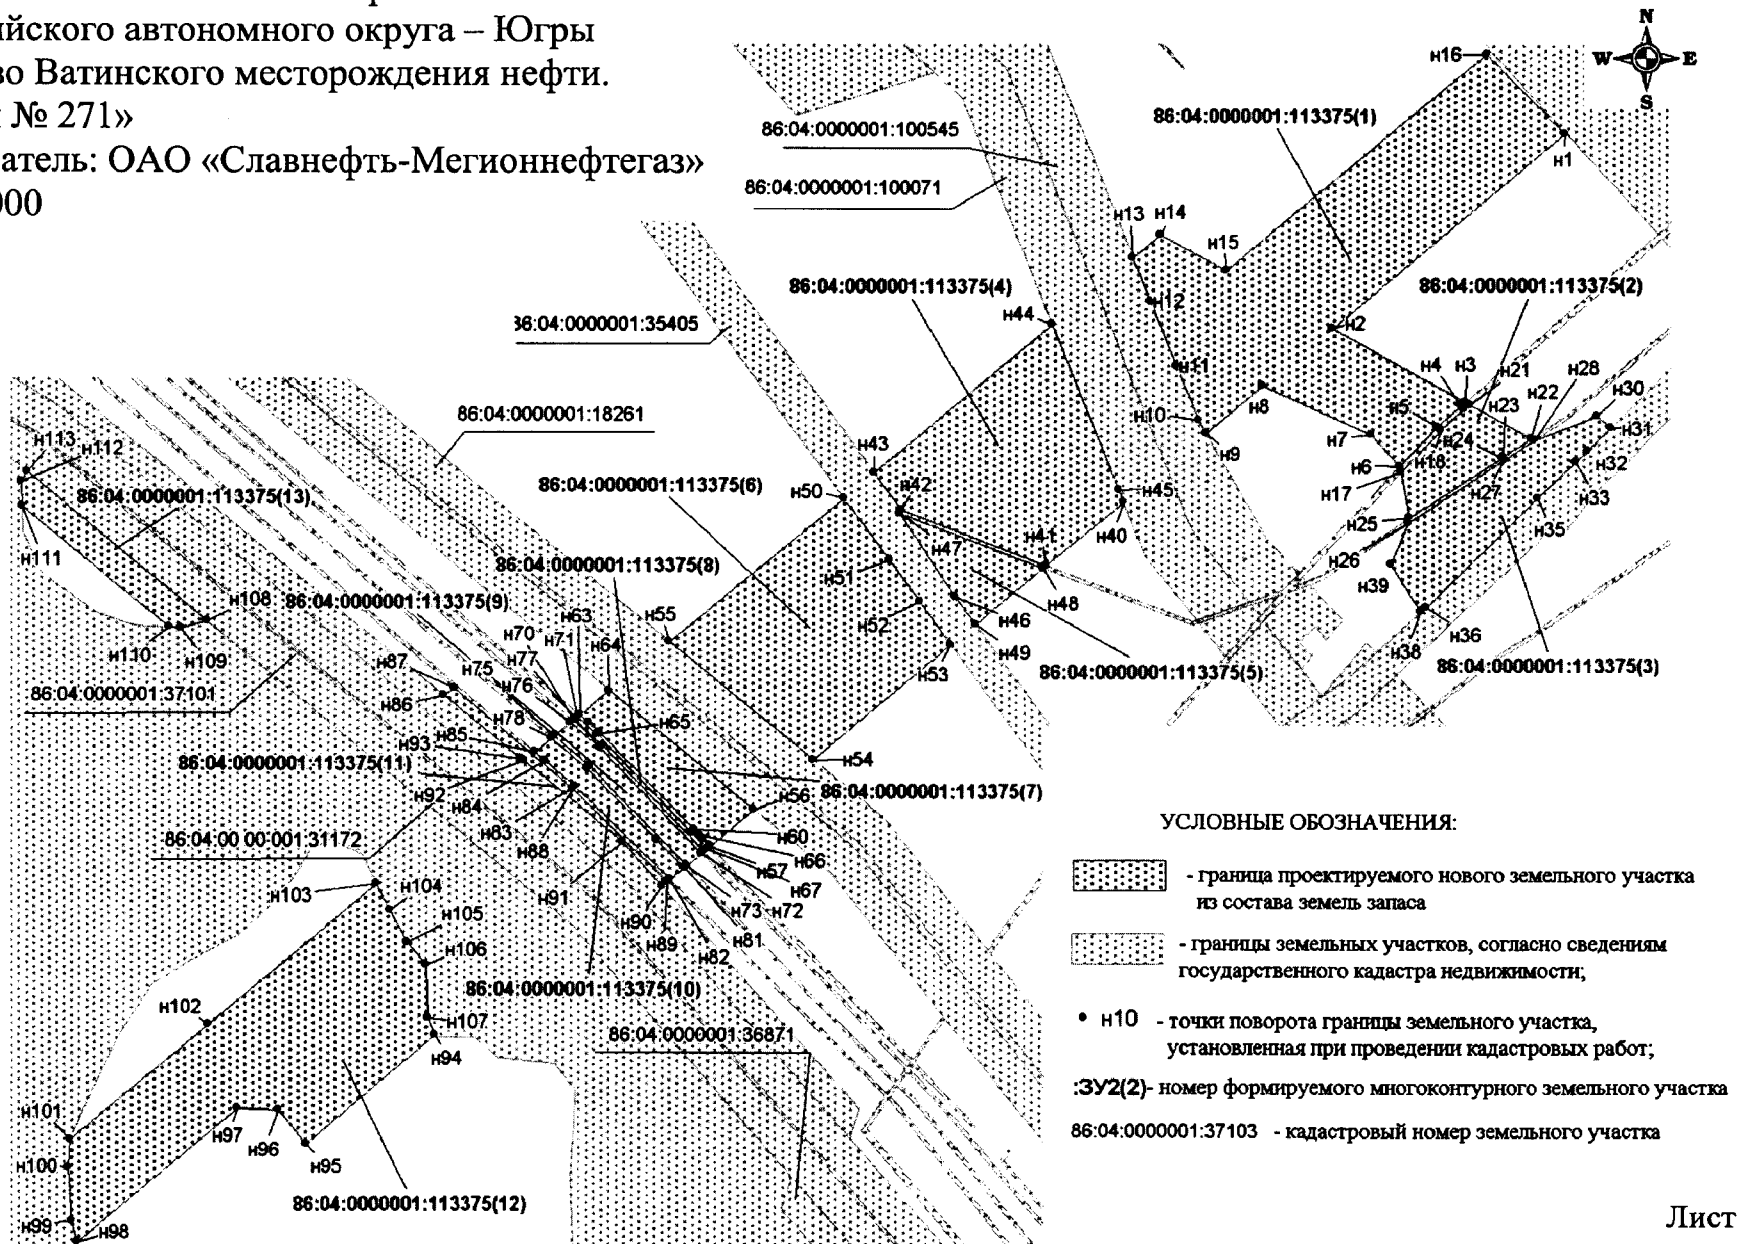 йского автономного округа – Югры
во Ватинского месторождения нефти.
№ 271»
атель: ОАО «Славнефть-Мегионнефтегаз»
000
N
W E
S
н16
86:04:0000001:113375(1)
86:04:0000001:100545
н1
86:04:0000001:100071
н13
н14
н15
86:04:0000001:113375(4)
86:04:0000001:113375(2)
н12
н44
36:04:0000001:35405
н2
н11
н4
н3
н21
н28
86:04:0000001:18261
н8
н22
н30
н10
н5
н23
н31
н7
н9
н24
н43
н32
н113
н112
н6
н18
н33
86:04:0000001:113375(6)
н17
н27
86:04:0000001:113375(13)
н50
н42
н45
н40
н35
н25
н111
н47
н41
н26
86:04:0000001:113375(8)
н51
н39
н108
86:04:0000001:113375(9)
н63
н55
н48
н52
н46
н36
н70
н71
н64
н49
н38
н110
н109
н53
86:04:0000001:113375(3)
н87
н75
н77
86:04:0000001:113375(5)
86:04:0000001:37101
н76
н86
н78
н65
н85
н93
н54
86:04:0000001:113375(11)
н92
н56
86:04:0000001:113375(7)
н84
н83
н88
н60
86:04:00 00 001:31172
н66
н57
н67
УСЛОВНЫЕ ОБОЗНАЧЕНИЯ:
- граница проектируемого нового земельного участка
из состава земель запаса
н103
н104
н91
н105
н90
н73
н72
н106
н89
н81
н82
- границы земельных участков, согласно сведениям
государственного кадастра недвижимости;
86:04:0000001:113375(10)
н102
н107
86:04:0000001:36871
н94
н10 - точки поворота границы земельного участка,
установленная при проведении кадастровых работ;
:ЗУ2(2)- номер формируемого многоконтурного земельного участка
н101
н97
н96
86:04:0000001:37103 - кадастровый номер земельного участка
н100
н95
86:04:0000001:113375(12)
н99
н98
Лист